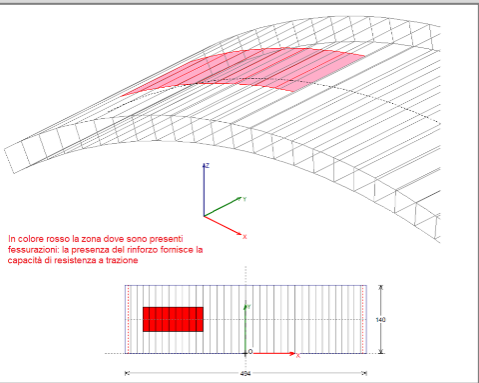 Z
Y
X
In colore rosso la zona dove sono presenti
fessurazioni: la presenza del rinforzo fornisce la
capacità di resistenza a trazione
Y
140
O
X
494